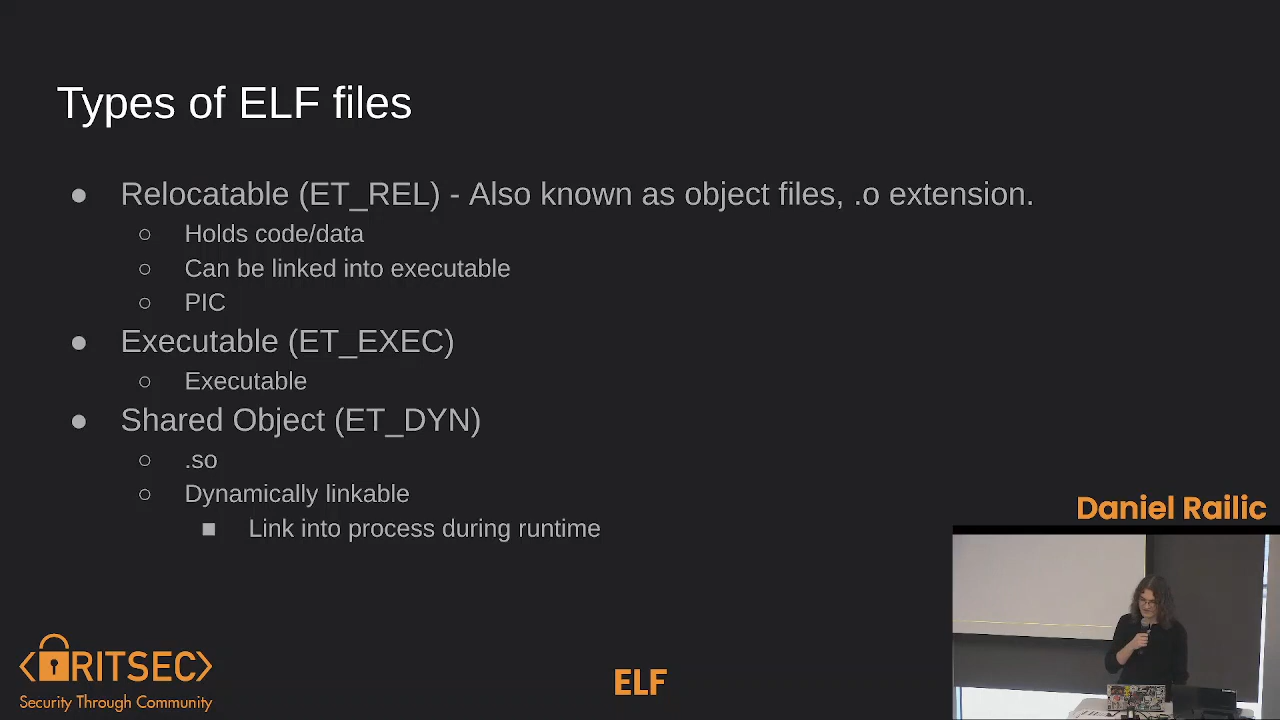 Types of ELF files
● Relocatable (ET_REL) - Also known as object files, .o extension.
○ Holds code/data
○ Can be linked into executable
○ PIC
● Executable (ET_EXEC)
○ Executable
● Shared Object (ET_DYN)
○ .so
○ Dynamically linkable
■ Link into process during runtime
Daniel Railic
RITSEC
Security Through Community
ELF